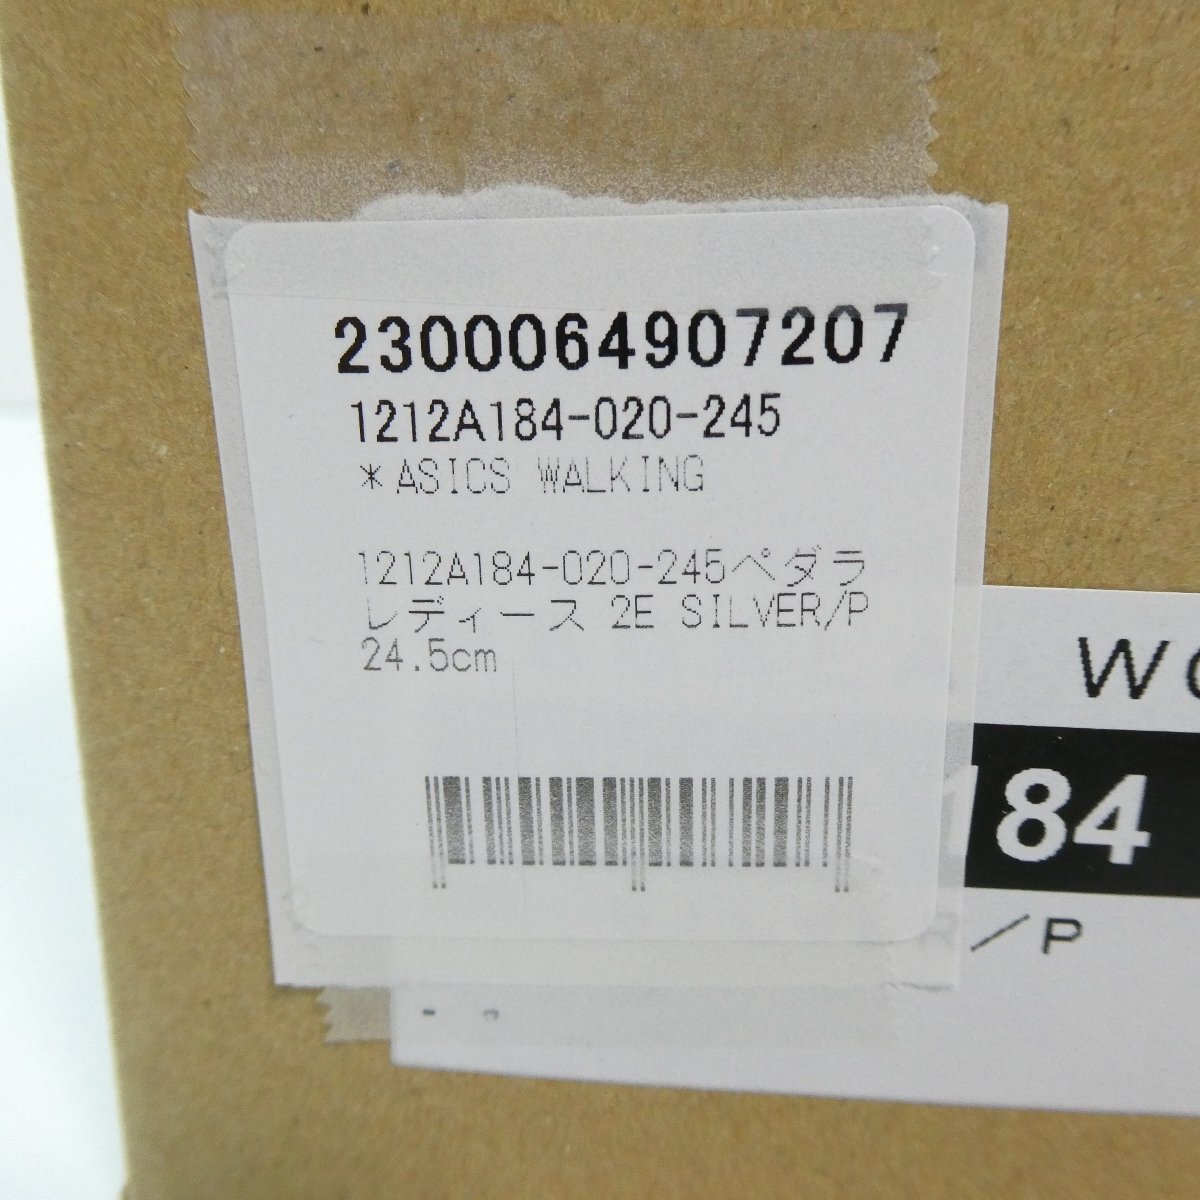 2300064907207
1212A184-020-245
*ASICS WALKING
1212A184-020-245ペダラ
レディース 2E SILVER/P
24.5cm
184
/P